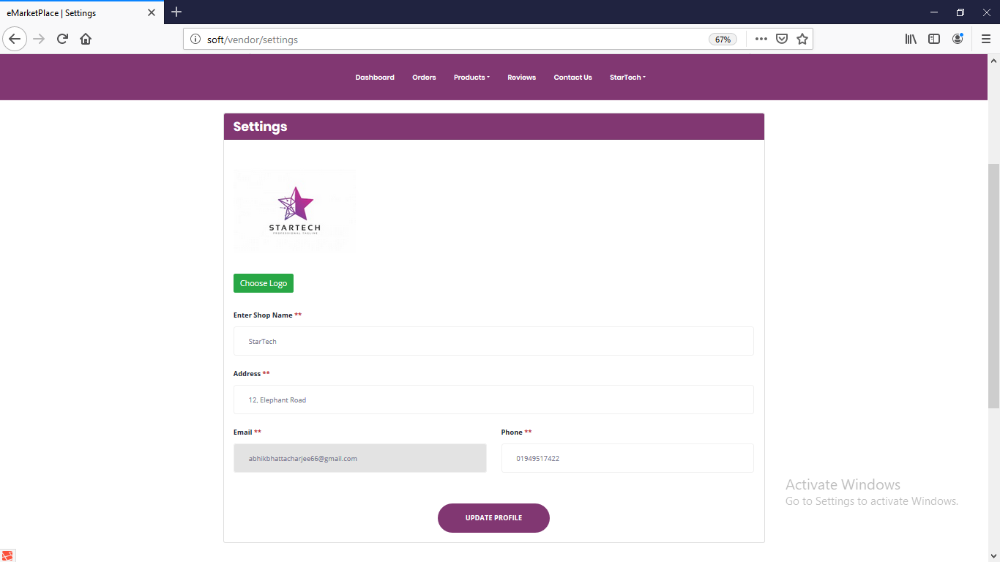 eMarketPlace | Settings
soft/vendor/settings
67%
Dashboard Orders Products Reviews Contact Us StarTech
Settings
STARTECH
PROFESSIONAL TAGLINE
Choose Logo
Enter Shop Name **
StarTech
Address **
12, Elephant Road
Email ** Phone **
abhikbhattacharjee66@gmail.com 01949517422
Activate Windows
Go to Settings to activate Windows.
UPDATE PROFILE